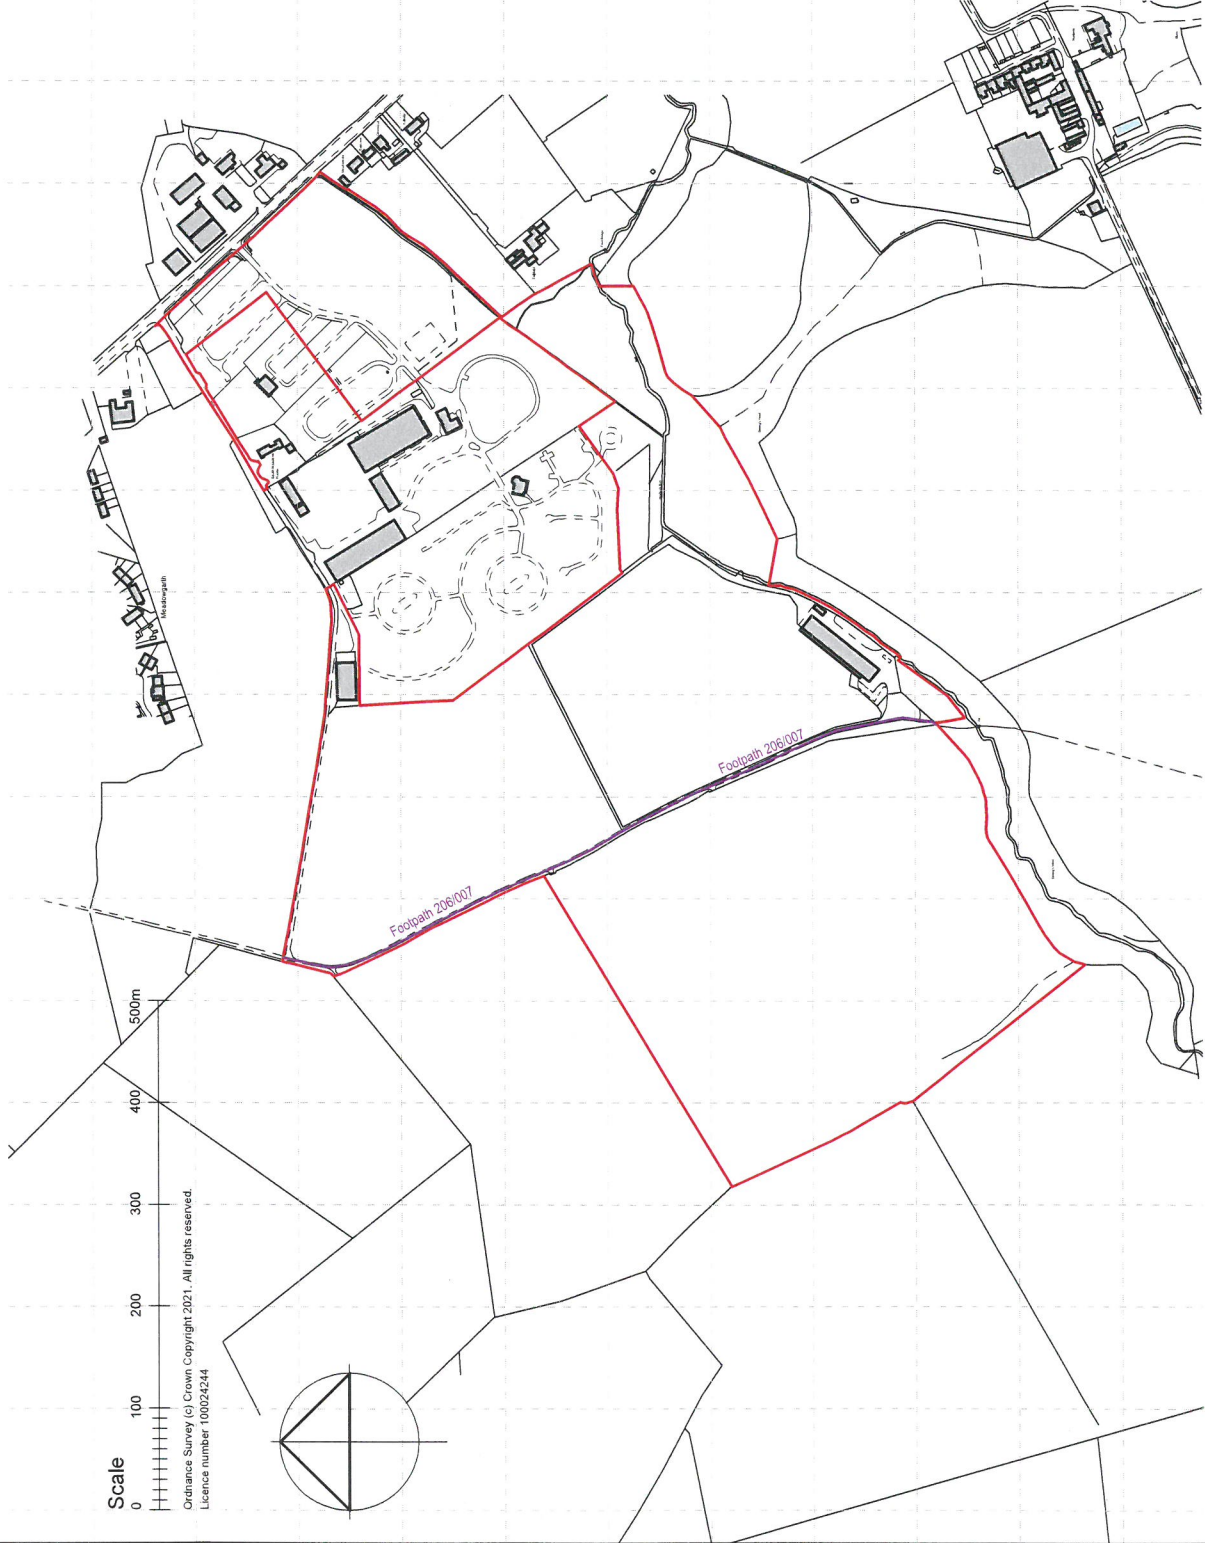 Scale
0 100 200 300 400 500m
Ordnance Survey (c) Crown Copyright 2021. All rights reserved.
Licence number 100024244
Footpath 206/007
Footpath 206/007
Meadowgarth